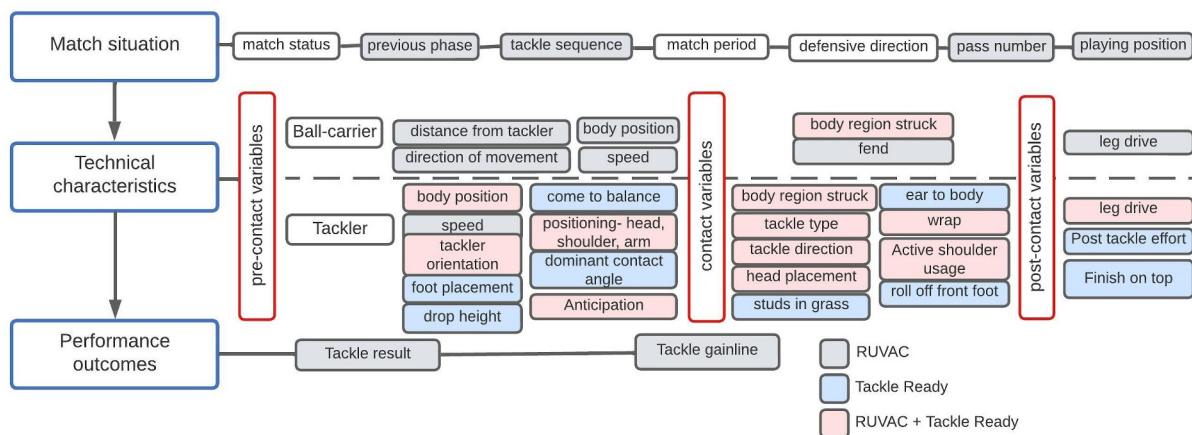 Match situation
match status
previous phase
tackle sequence
match period
defensive direction
pass number
playing position
Technical
characteristics
pre-contact variables
Ball-carrier
distance from tackler
body position
direction of movement
speed
Tackler
body position
come to balance
speed
positioning- head,
shoulder, arm
tackler
orientation
dominant contact
angle
foot placement
Anticipation
drop height
contact variables
body region struck
fend
body region struck
ear to body
tackle type
wrap
tackle direction
Active shoulder
usage
head placement
roll off front foot
studs in grass
post-contact variables
leg drive
leg drive
Post tackle effort
Finish on top
Performance
outcomes
Tackle result
Tackle gainline
RUVAC
Tackle Ready
RUVAC + Tackle Ready